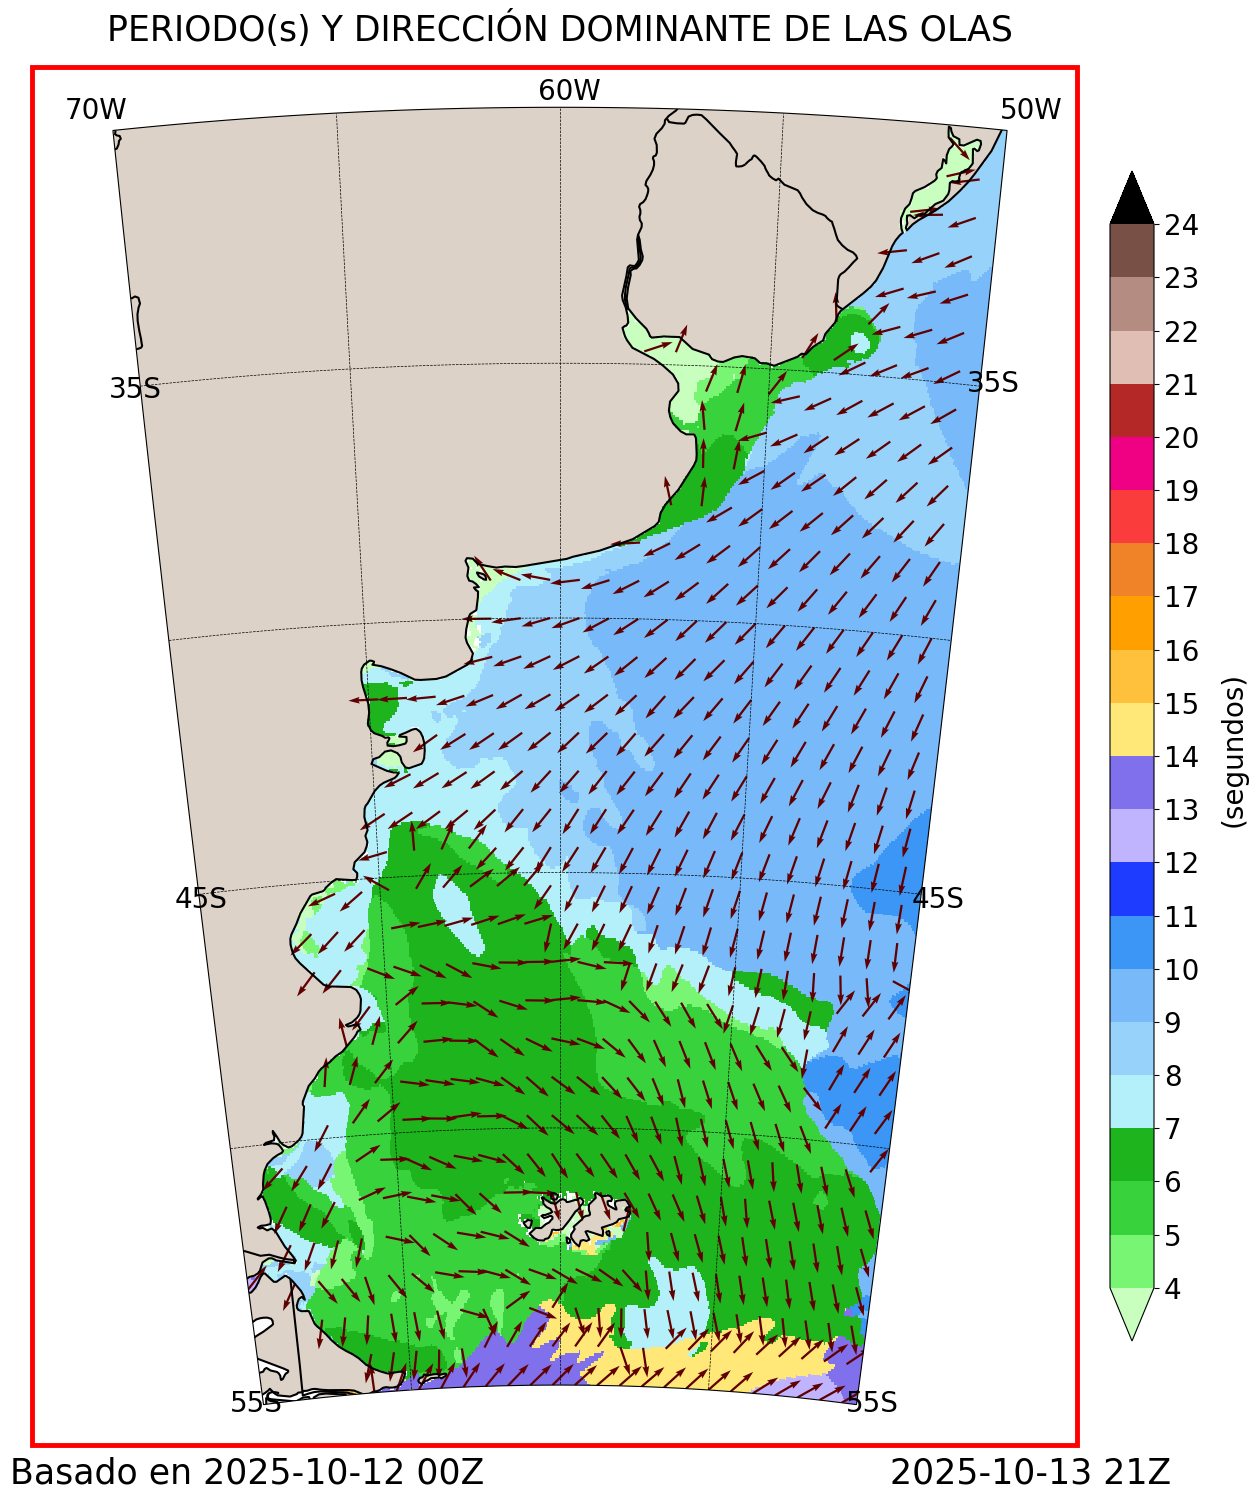 PERIODO(s) Y DIRECCIÓN DOMINANTE DE LAS OLAS
70W
60W
50W
35S
35S
45S
45S
55S
55S
24
23
22
21
20
19
18
17
16
15
14
13
12
11
10
9
8
7
6
5
4
(segundos)
Basado en 2025-10-12 00Z
2025-10-13 21Z